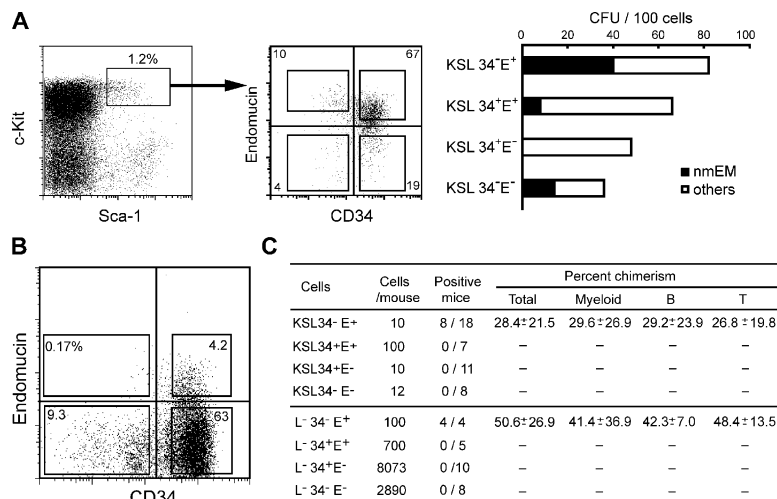 A
1.2%
c-Kit
Sca-1
10
67
4
19
Endomucin
CD34
CFU / 100 cells
0 20 40 60 80 100
KSL 34⁻E⁺
KSL 34⁺E⁺
KSL 34⁺E⁻
KSL 34⁻E⁻
nmEM
others
B
0.17%
4.2
9.3
63
Endomucin
CD34
C
Cells
Cells /mouse
Positive mice
Percent chimerism
Total Myeloid B T
KSL34- E+ 10 8 / 18 28.4±21.5 29.6±26.9 29.2±23.9 26.8 ±19.8
KSL34+E+ 100 0 / 7 – – – –
KSL34+E- 10 0 / 11 – – – –
KSL34- E- 12 0 / 8 – – – –
L⁻ 34⁻ E⁺ 100 4 / 4 50.6±26.9 41.4±36.9 42.3±7.0 48.4±13.5
L⁻ 34⁺E⁺ 700 0 / 5 – – – –
L⁻ 34⁺E⁻ 8073 0 /10 – – – –
L⁻ 34⁻ E⁻ 2890 0 / 8 – – – –